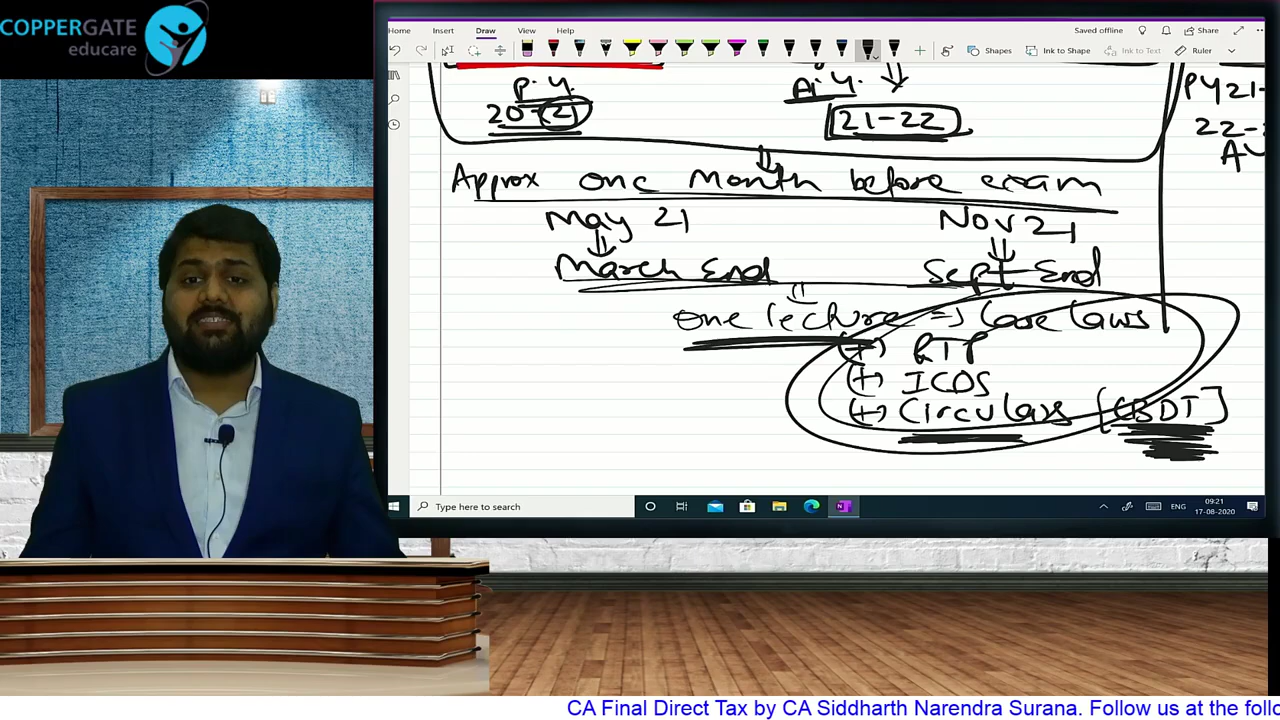 COPPERGATE
educare
Home Insert Draw View Help
Saved offline Share
Shapes Ink to Shape Ink to Text Ruler
P.Y. A.Y.
20-21 21-22
PY21-
22-
AY
Approx one Month before exam
May 21 Nov 21
March End Sept End
one lecture => Case laws
(+) RTP
(+) ICDS
(+) Circulars [CBDT]
Type here to search
ENG
09:21
17-08-2020
CA Final Direct Tax by CA Siddharth Narendra Surana. Follow us at the follo